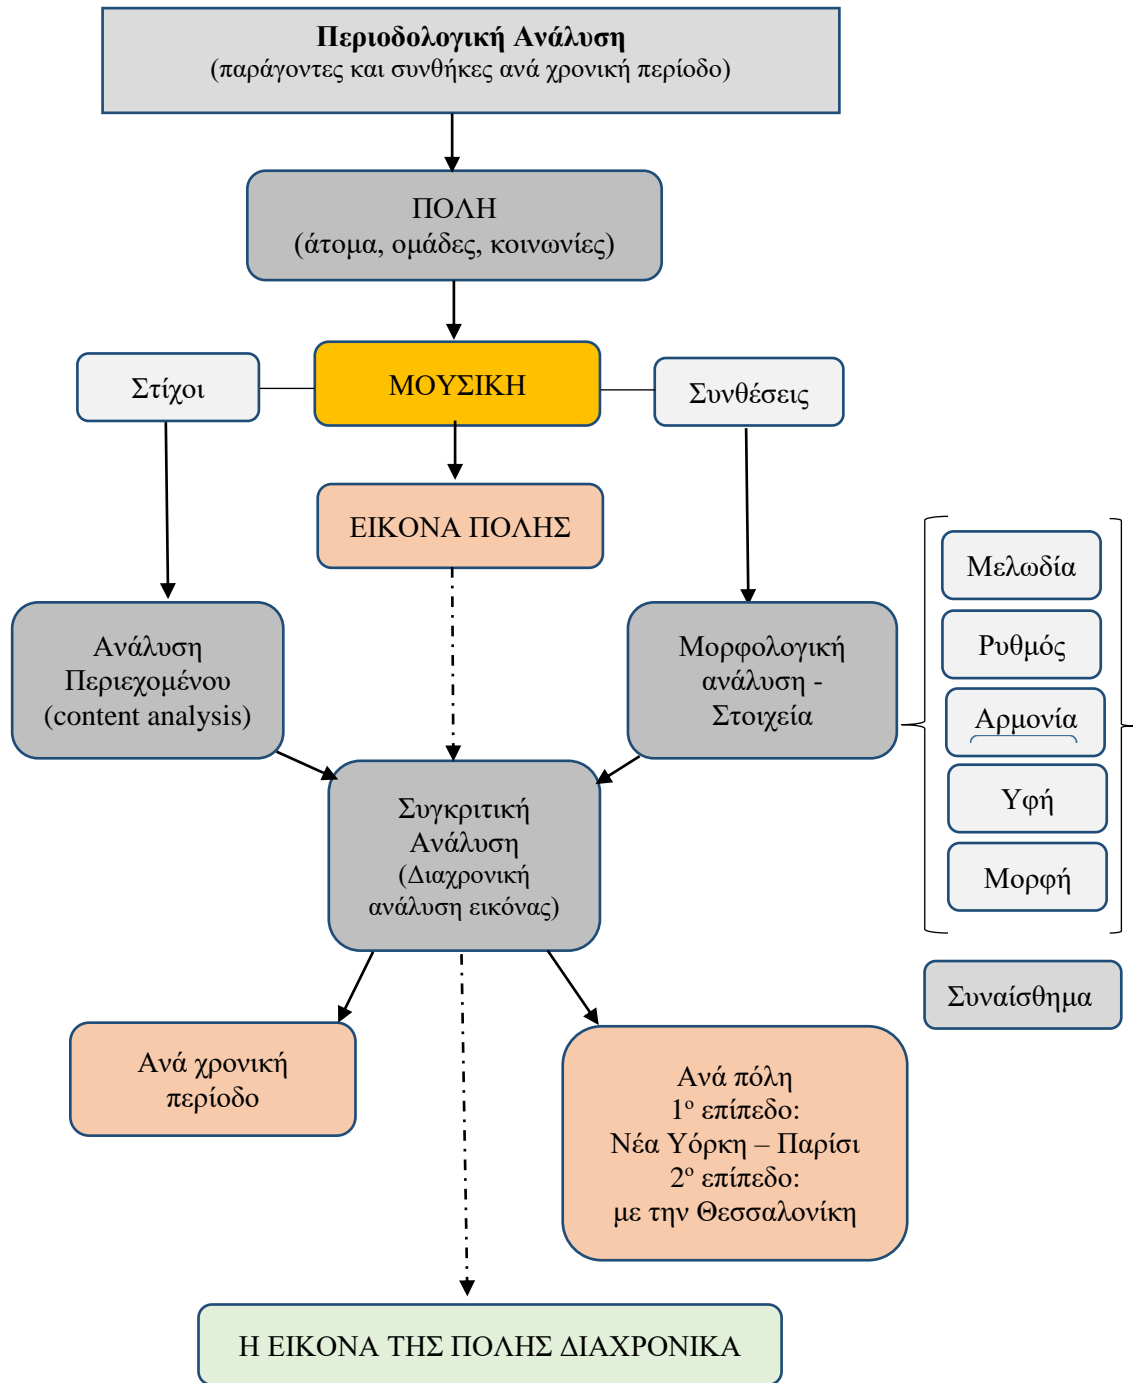 Περιοδολογική Ανάλυση
(παράγοντες και συνθήκες ανά χρονική περίοδο)
ΠΟΛΗ
(άτομα, ομάδες, κοινωνίες)
Στίχοι
ΜΟΥΣΙΚΗ
Συνθέσεις
ΕΙΚΟΝΑ ΠΟΛΗΣ
Ανάλυση
Περιεχομένου
(content analysis)
Μορφολογική
ανάλυση -
Στοιχεία
Μελωδία
Ρυθμός
Αρμονία
Υφή
Μορφή
Συναίσθημα
Συγκριτική
Ανάλυση
(Διαχρονική
ανάλυση εικόνας)
Ανά χρονική
περίοδο
Ανά πόλη
1ο επίπεδο:
Νέα Υόρκη – Παρίσι
2ο επίπεδο:
με την Θεσσαλονίκη
Η ΕΙΚΟΝΑ ΤΗΣ ΠΟΛΗΣ ΔΙΑΧΡΟΝΙΚΑ